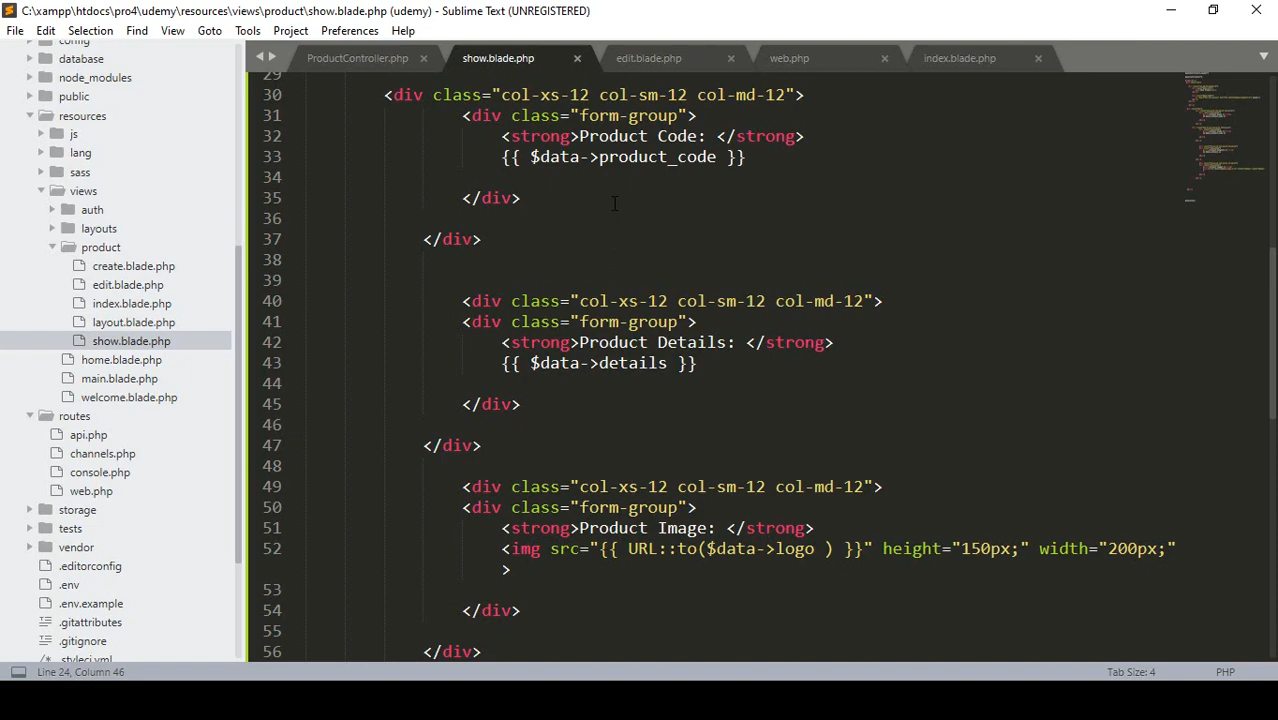 C:\xampp\htdocs\pro4\udemy\resources\views\product\show.blade.php (udemy) - Sublime Text (UNREGISTERED)
File Edit Selection Find View Goto Tools Project Preferences Help
config
database
node_modules
public
resources
js
lang
sass
views
auth
layouts
product
create.blade.php
edit.blade.php
index.blade.php
layout.blade.php
show.blade.php
home.blade.php
main.blade.php
welcome.blade.php
routes
api.php
channels.php
console.php
web.php
storage
tests
vendor
.editorconfig
.env
.env.example
.gitattributes
.gitignore
.styleci.yml
ProductController.php show.blade.php edit.blade.php web.php index.blade.php
29
30 <div class="col-xs-12 col-sm-12 col-md-12">
31 <div class="form-group">
32 <strong>Product Code: </strong>
33 {{ $data->product_code }}
34
35 </div>
36
37 </div>
38
39
40 <div class="col-xs-12 col-sm-12 col-md-12">
41 <div class="form-group">
42 <strong>Product Details: </strong>
43 {{ $data->details }}
44
45 </div>
46
47 </div>
48
49 <div class="col-xs-12 col-sm-12 col-md-12">
50 <div class="form-group">
51 <strong>Product Image: </strong>
52 <img src="{{ URL::to($data->logo ) }}" height="150px;" width="200px;"
>
53
54 </div>
55
56 </div>
Line 24, Column 46 Tab Size: 4 PHP